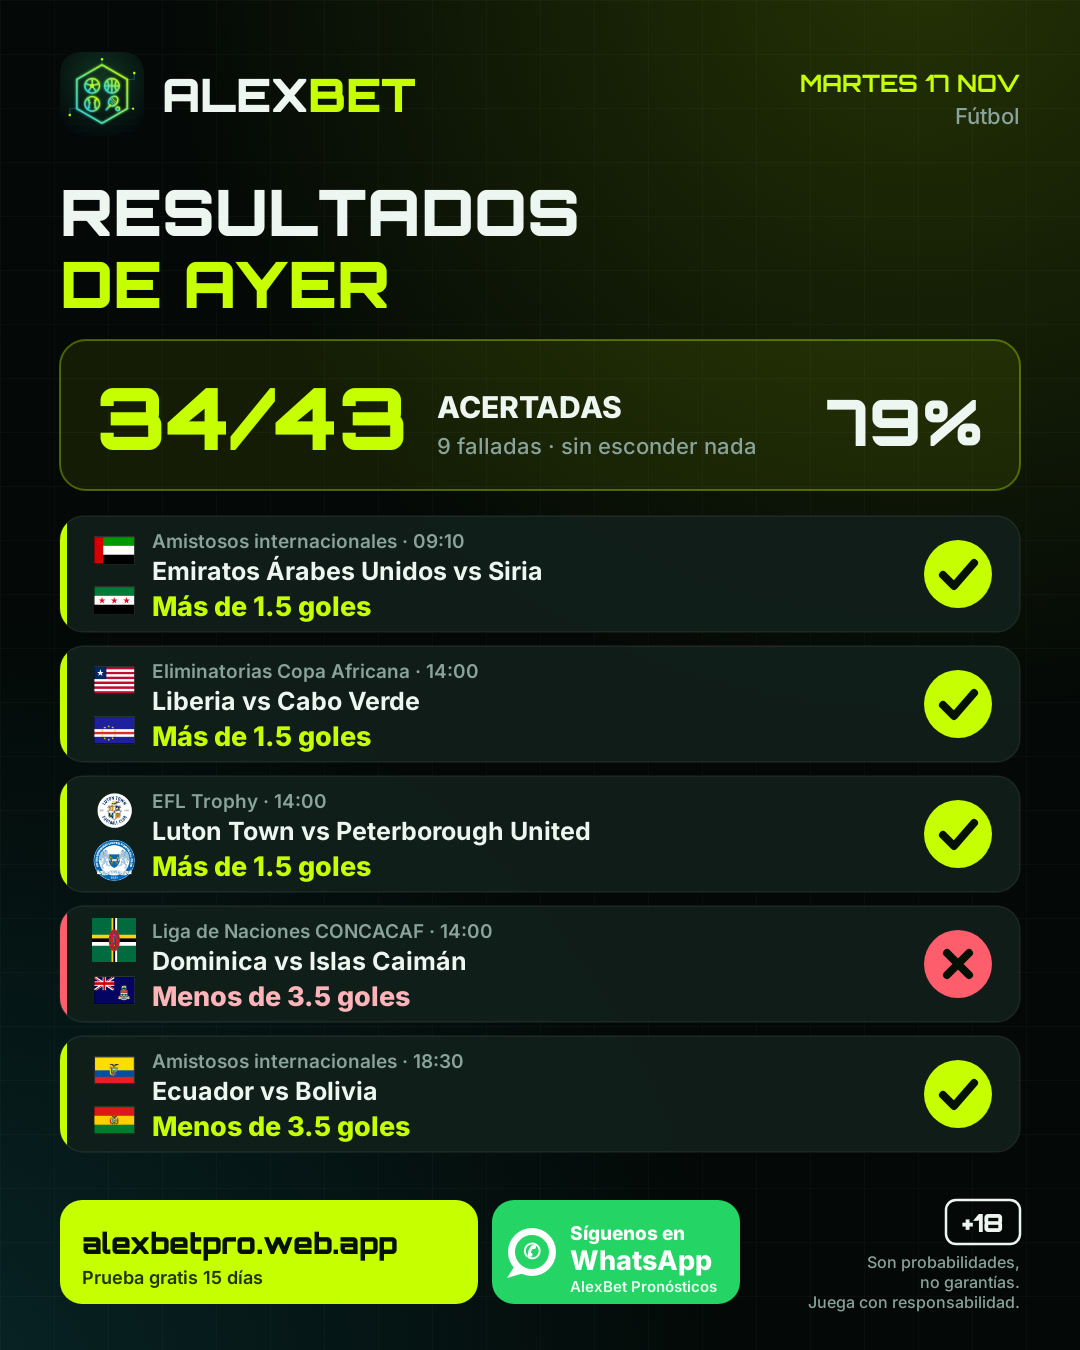 ALEXBET
MARTES 17 NOV
Fútbol
RESULTADOS
DE AYER
34/43
ACERTADAS
9 falladas · sin esconder nada
79%
Amistosos internacionales · 09:10
Emiratos Árabes Unidos vs Siria
Más de 1.5 goles
Eliminatorias Copa Africana · 14:00
Liberia vs Cabo Verde
Más de 1.5 goles
EFL Trophy · 14:00
Luton Town vs Peterborough United
Más de 1.5 goles
Liga de Naciones CONCACAF · 14:00
Dominica vs Islas Caimán
Menos de 3.5 goles
Amistosos internacionales · 18:30
Ecuador vs Bolivia
Menos de 3.5 goles
alexbetpro.web.app
Prueba gratis 15 días
Síguenos en
WhatsApp
AlexBet Pronósticos
+18
Son probabilidades,
no garantías.
Juega con responsabilidad.